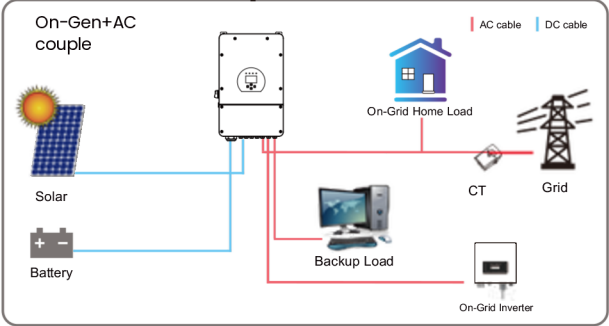 On-Gen+AC
couple
AC cable
DC cable
On-Grid Home Load
Solar
CT
Grid
Battery
Backup Load
On-Grid Inverter